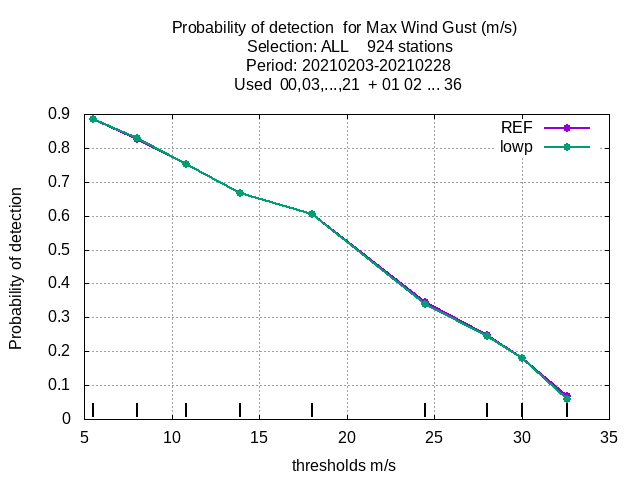 Probability of detection  for Max Wind Gust (m/s)
Selection: ALL    924 stations
Period: 20210203-20210228
Used  00,03,...,21  + 01 02 ... 36
REF
lowp
0.9
0.8
0.7
0.6
0.5
0.4
0.3
0.2
0.1
0
Probability of detection
5 10 15 20 25 30 35
thresholds m/s